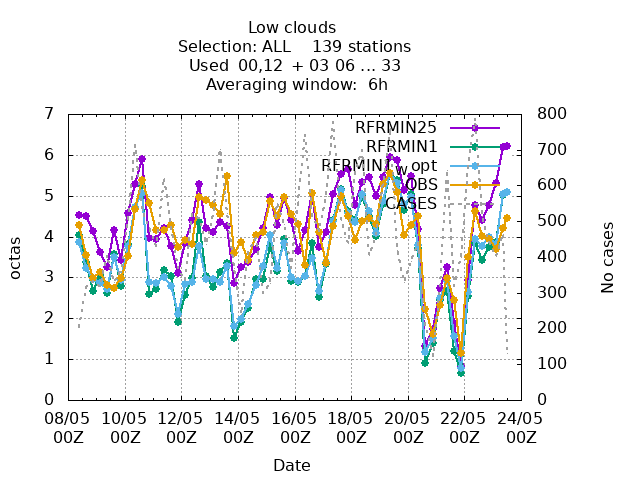 Low clouds
Selection: ALL    139 stations
Used  00,12  + 03 06 ... 33
Averaging window:  6h
RFRMIN25
RFRMIN1
RFRMIN1_w_opt
OBS
CASES
7
6
5
4
3
2
1
0
octas
800
700
600
500
400
300
200
100
0
No cases
08/05 10/05 12/05 14/05 16/05 18/05 20/05 22/05 24/05
00Z 00Z 00Z 00Z 00Z 00Z 00Z 00Z 00Z
Date